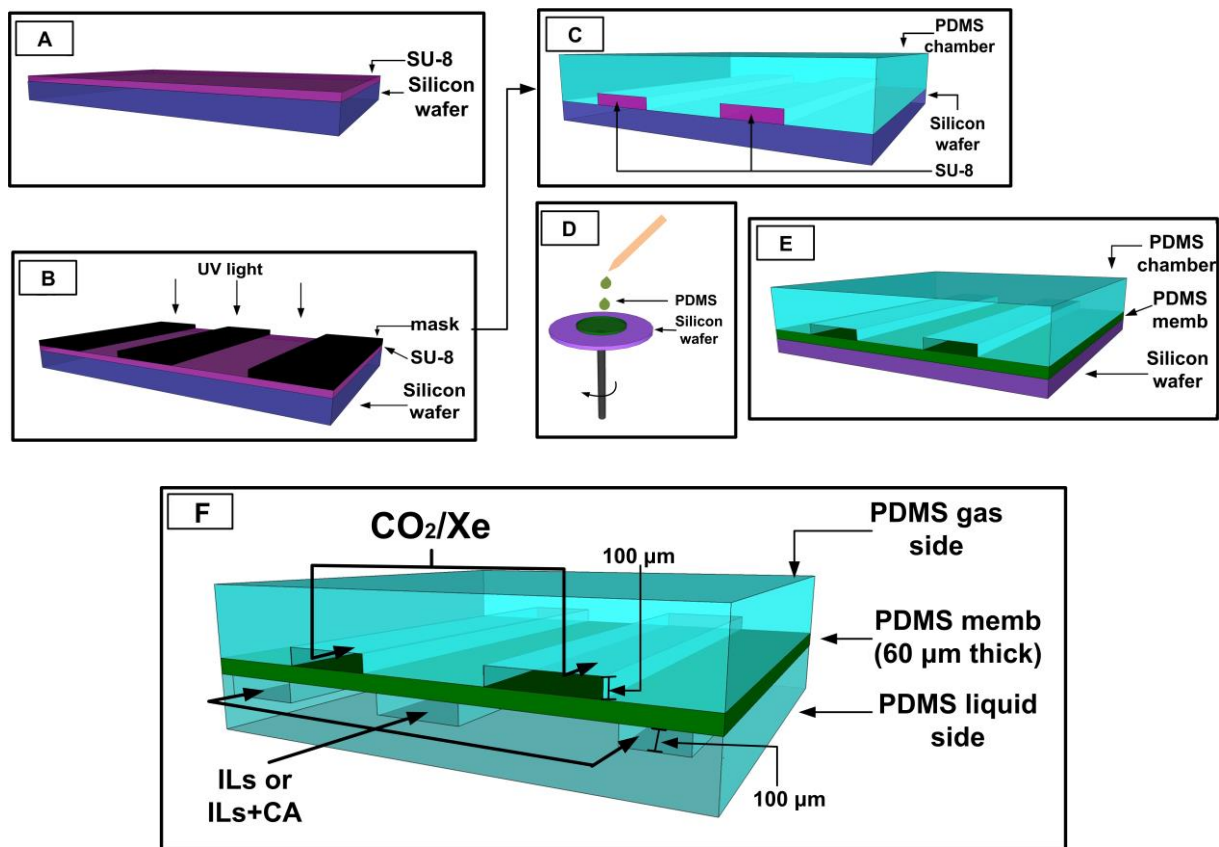 A
SU-8
Silicon
wafer
B
UV light
mask
SU-8
Silicon
wafer
C
PDMS
chamber
Silicon
wafer
SU-8
D
PDMS
Silicon
wafer
E
PDMS
chamber
PDMS
memb
Silicon
wafer
F
CO₂/Xe
100 µm
PDMS gas
side
PDMS memb
(60 µm thick)
PDMS liquid
side
ILs or
ILs+CA
100 µm